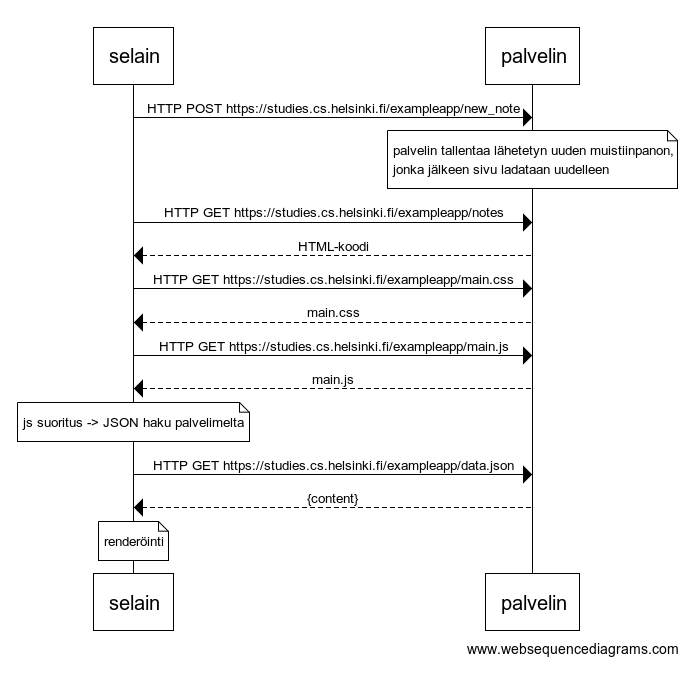 selain
palvelin
HTTP POST https://studies.cs.helsinki.fi/exampleapp/new_note
palvelin tallentaa lähetetyn uuden muistiinpanon,
jonka jälkeen sivu ladataan uudelleen
HTTP GET https://studies.cs.helsinki.fi/exampleapp/notes
HTML-koodi
HTTP GET https://studies.cs.helsinki.fi/exampleapp/main.css
main.css
HTTP GET https://studies.cs.helsinki.fi/exampleapp/main.js
main.js
js suoritus -> JSON haku palvelimelta
HTTP GET https://studies.cs.helsinki.fi/exampleapp/data.json
{content}
renderöinti
selain
palvelin
www.websequencediagrams.com